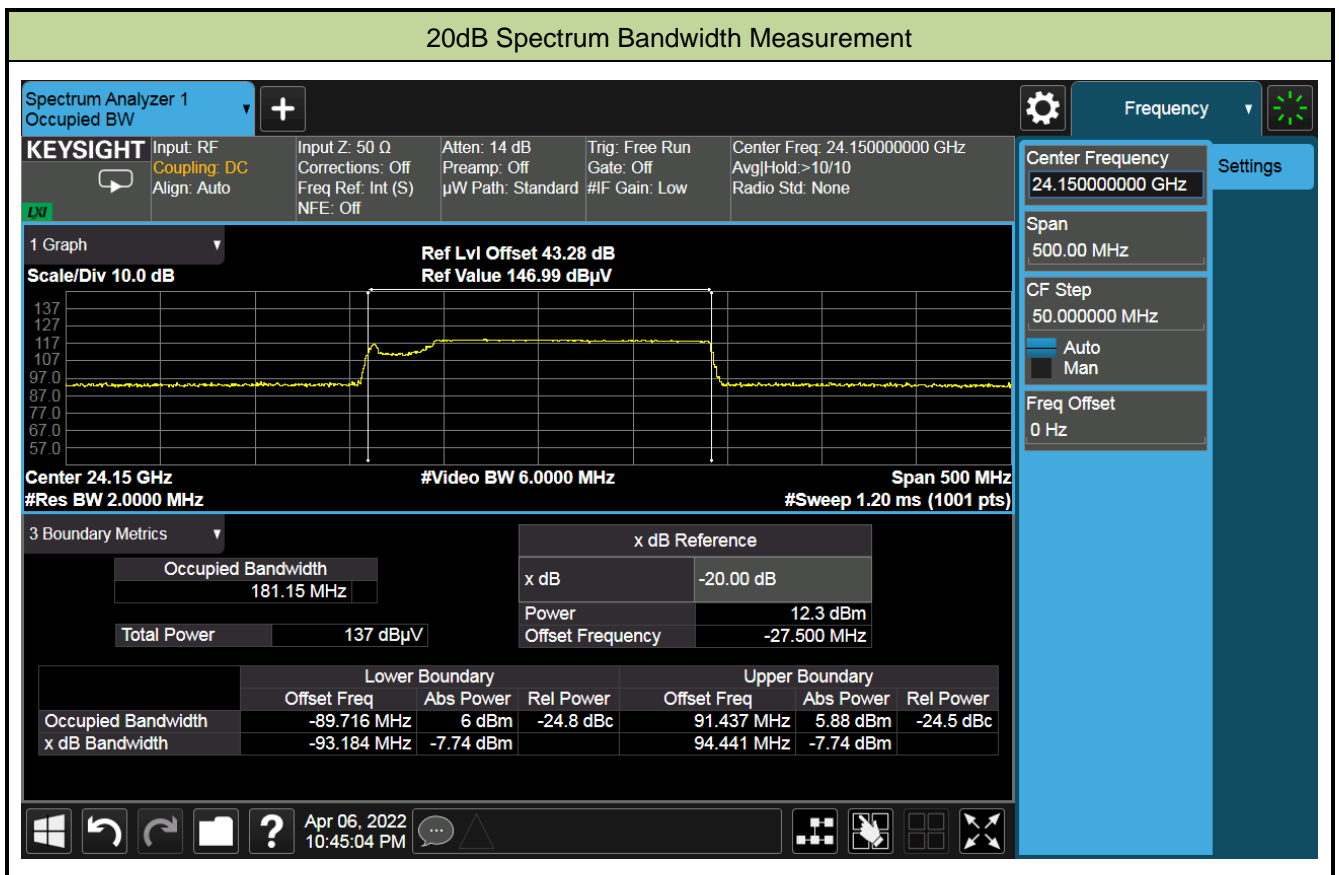 20dB Spectrum Bandwidth Measurement
Spectrum Analyzer 1
Occupied BW
Frequency
KEYSIGHT
LXI
Input: RF
Coupling: DC
Align: Auto
Input Z: 50 Ω
Corrections: Off
Freq Ref: Int (S)
NFE: Off
Atten: 14 dB
Preamp: Off
µW Path: Standard
Trig: Free Run
Gate: Off
#IF Gain: Low
Center Freq: 24.150000000 GHz
Avg|Hold:>10/10
Radio Std: None
Center Frequency
24.150000000 GHz
Settings
Span
500.00 MHz
CF Step
50.000000 MHz
Auto
Man
Freq Offset
0 Hz
1 Graph
Scale/Div 10.0 dB
Ref Lvl Offset 43.28 dB
Ref Value 146.99 dBµV
137
127
117
107
97.0
87.0
77.0
67.0
57.0
Center 24.15 GHz
#Video BW 6.0000 MHz
Span 500 MHz
#Res BW 2.0000 MHz
#Sweep 1.20 ms (1001 pts)
3 Boundary Metrics
Occupied Bandwidth
181.15 MHz
Total Power 137 dBµV
x dB Reference
x dB -20.00 dB
Power 12.3 dBm
Offset Frequency -27.500 MHz
Lower Boundary Upper Boundary
Offset Freq Abs Power Rel Power Offset Freq Abs Power Rel Power
Occupied Bandwidth -89.716 MHz 6 dBm -24.8 dBc 91.437 MHz 5.88 dBm -24.5 dBc
x dB Bandwidth -93.184 MHz -7.74 dBm 94.441 MHz -7.74 dBm
?
Apr 06, 2022
10:45:04 PM